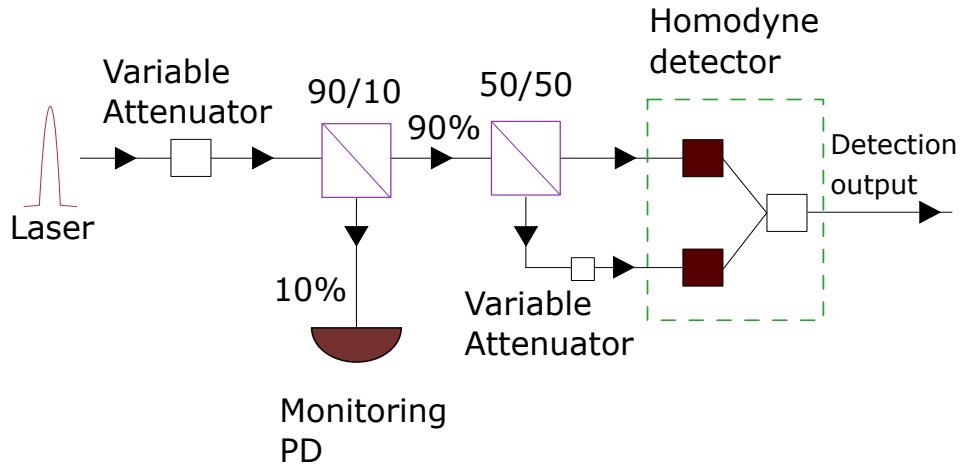 Homodyne
detector
Variable
Attenuator
90/10
50/50
90%
Detection
output
Laser
10%
Variable
Attenuator
Monitoring
PD